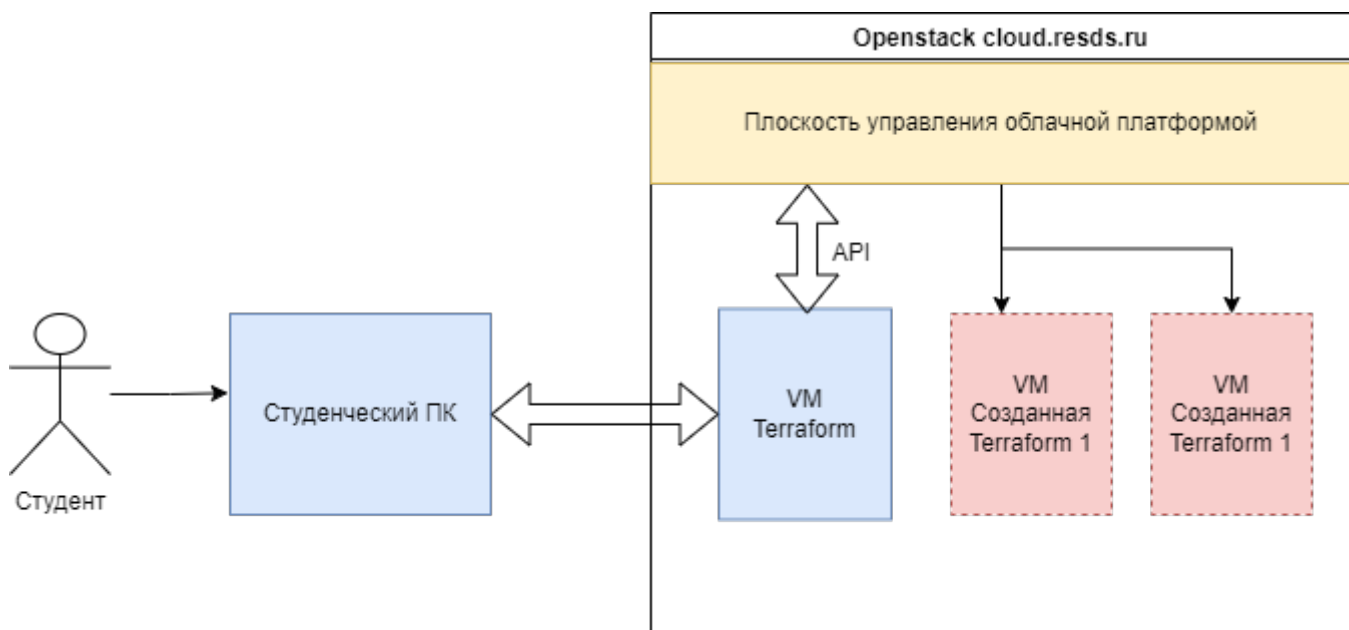 Openstack cloud.resds.ru
Плоскость управления облачной платформой
API
Студенческий ПК
VM
Terraform
VM
Созданная
Terraform 1
VM
Созданная
Terraform 1
Студент